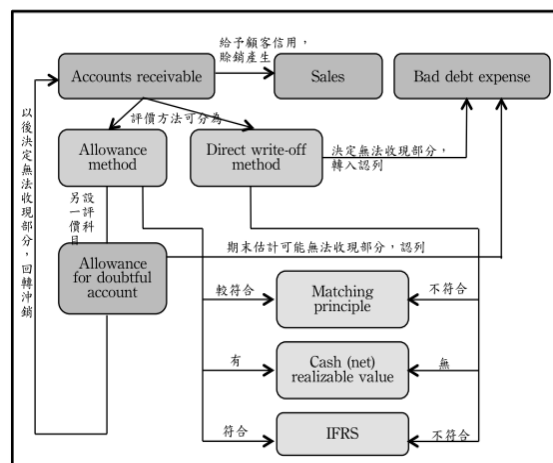 給予顧客信用，
賒銷產生
Accounts receivable
Sales
Bad debt expense
評價方法可分為
Allowance
method
Direct write-off
method
決定無法收現部分，
轉入認列
以後決定無法收現部分，回轉沖銷
另設
一評
價科
目
期末估計可能無法收現部分，認列
Allowance
for doubtful
account
較符合
Matching
principle
不符合
有
Cash (net)
realizable value
無
符合
IFRS
不符合